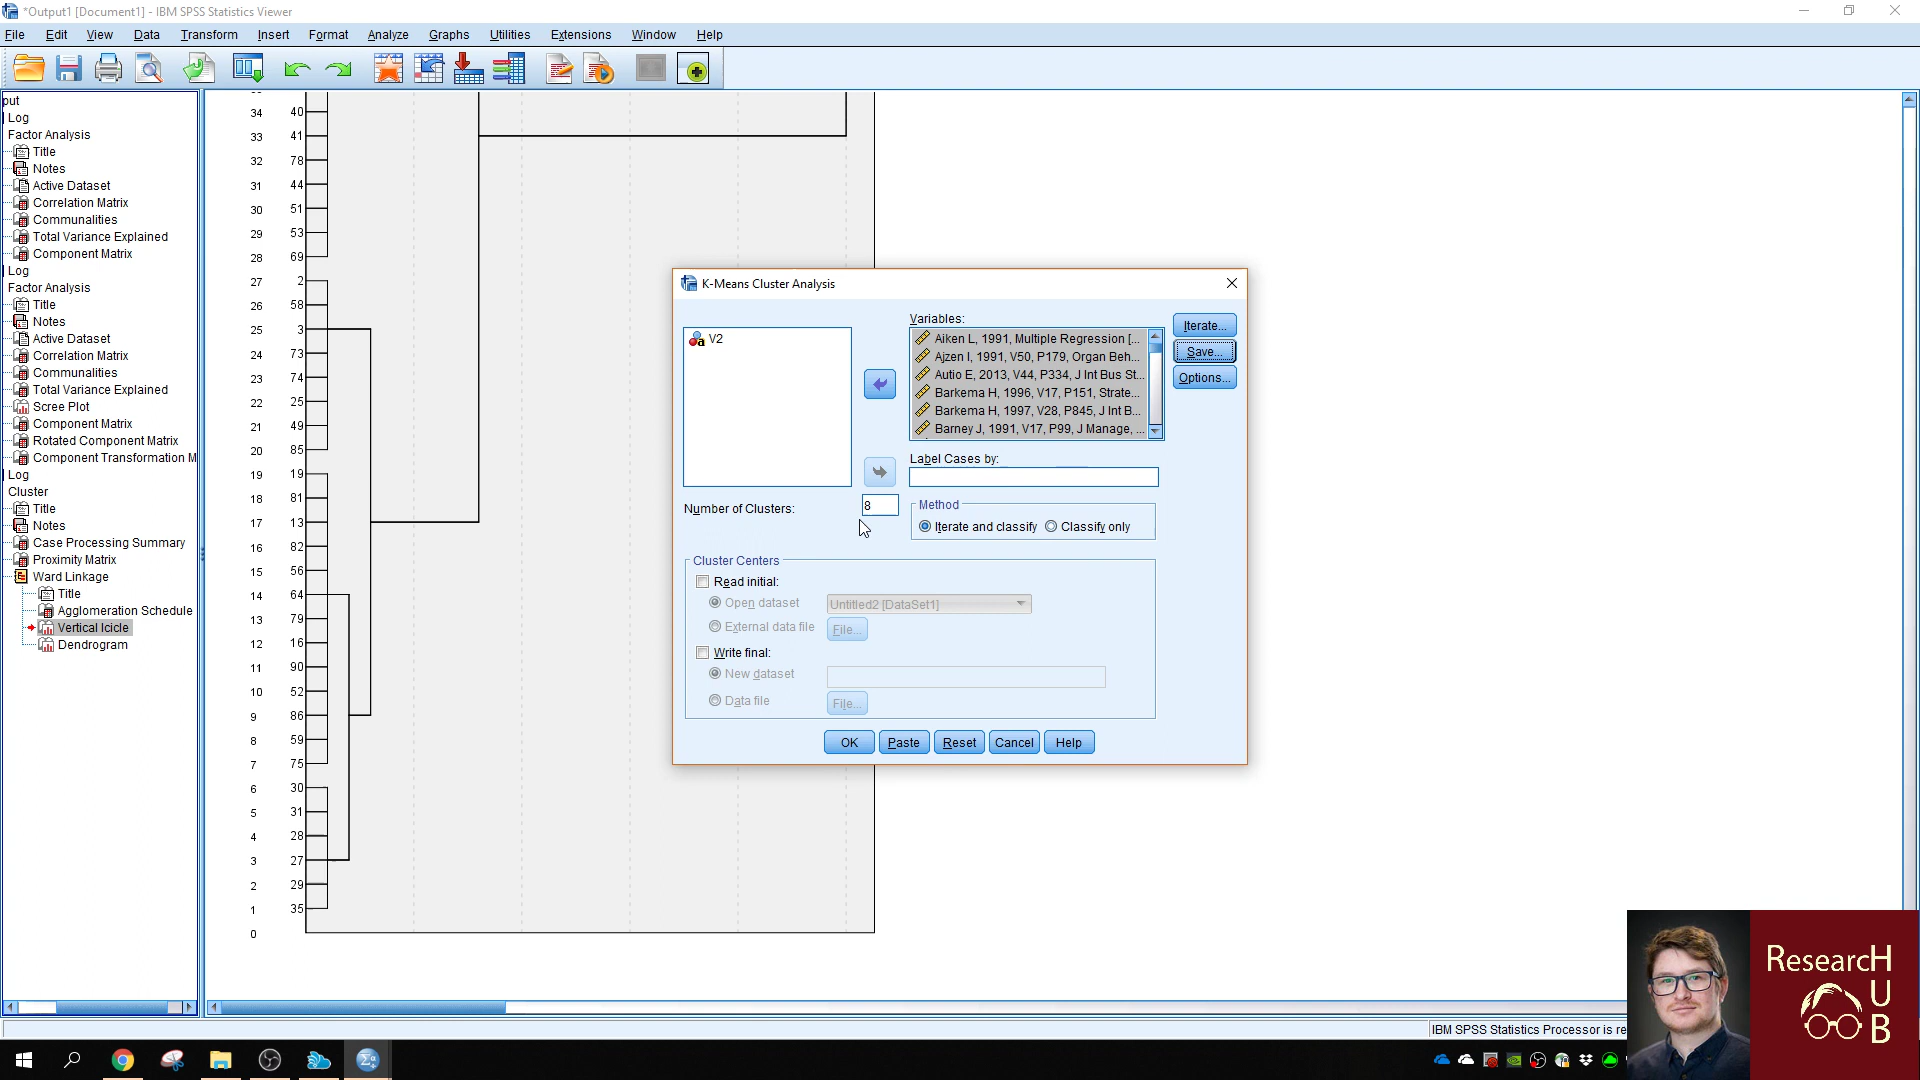 *Output1 [Document1] - IBM SPSS Statistics Viewer
File Edit View Data Transform Insert Format Analyze Graphs Utilities Extensions Window Help
put
Log
Factor Analysis
Title
Notes
Active Dataset
Correlation Matrix
Communalities
Total Variance Explained
Component Matrix
Log
Factor Analysis
Title
Notes
Active Dataset
Correlation Matrix
Communalities
Total Variance Explained
Scree Plot
Component Matrix
Rotated Component Matrix
Component Transformation M
Log
Cluster
Title
Notes
Case Processing Summary
Proximity Matrix
Ward Linkage
Title
Agglomeration Schedule
Vertical Icicle
Dendrogram
34 40
33 41
32 78
31 44
30 51
29 53
28 69
27 2
26 58
25 3
24 73
23 74
22 25
21 49
20 85
19 19
18 81
17 13
16 82
15 56
14 64
13 79
12 16
11 90
10 52
9 86
8 59
7 75
6 30
5 31
4 28
3 27
2 29
1 35
0
K-Means Cluster Analysis
V2
Variables:
Aiken L, 1991, Multiple Regression [...
Ajzen I, 1991, V50, P179, Organ Beh...
Autio E, 2013, V44, P334, J Int Bus St...
Barkema H, 1996, V17, P151, Strate...
Barkema H, 1997, V28, P845, J Int B...
Barney J, 1991, V17, P99, J Manage, ...
Iterate...
Save...
Options...
Label Cases by:
Number of Clusters: 8
Method
Iterate and classify Classify only
Cluster Centers
Read initial:
Open dataset Untitled2 [DataSet1]
External data file File...
Write final:
New dataset
Data file File...
OK Paste Reset Cancel Help
IBM SPSS Statistics Processor is re
ResearcH
U
B